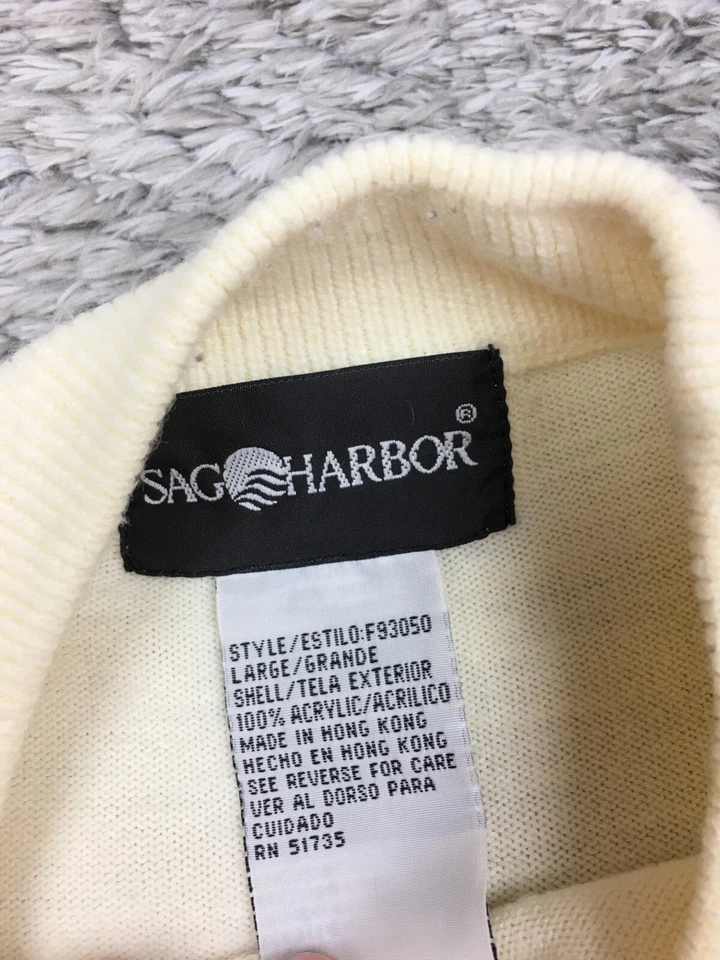 SAG HARBOR ®
STYLE/ESTILO:F93050
LARGE/GRANDE
SHELL/TELA EXTERIOR
100% ACRYLIC/ACRILICO
MADE IN HONG KONG
HECHO EN HONG KONG
SEE REVERSE FOR CARE
VER AL DORSO PARA
CUIDADO
RN 51735